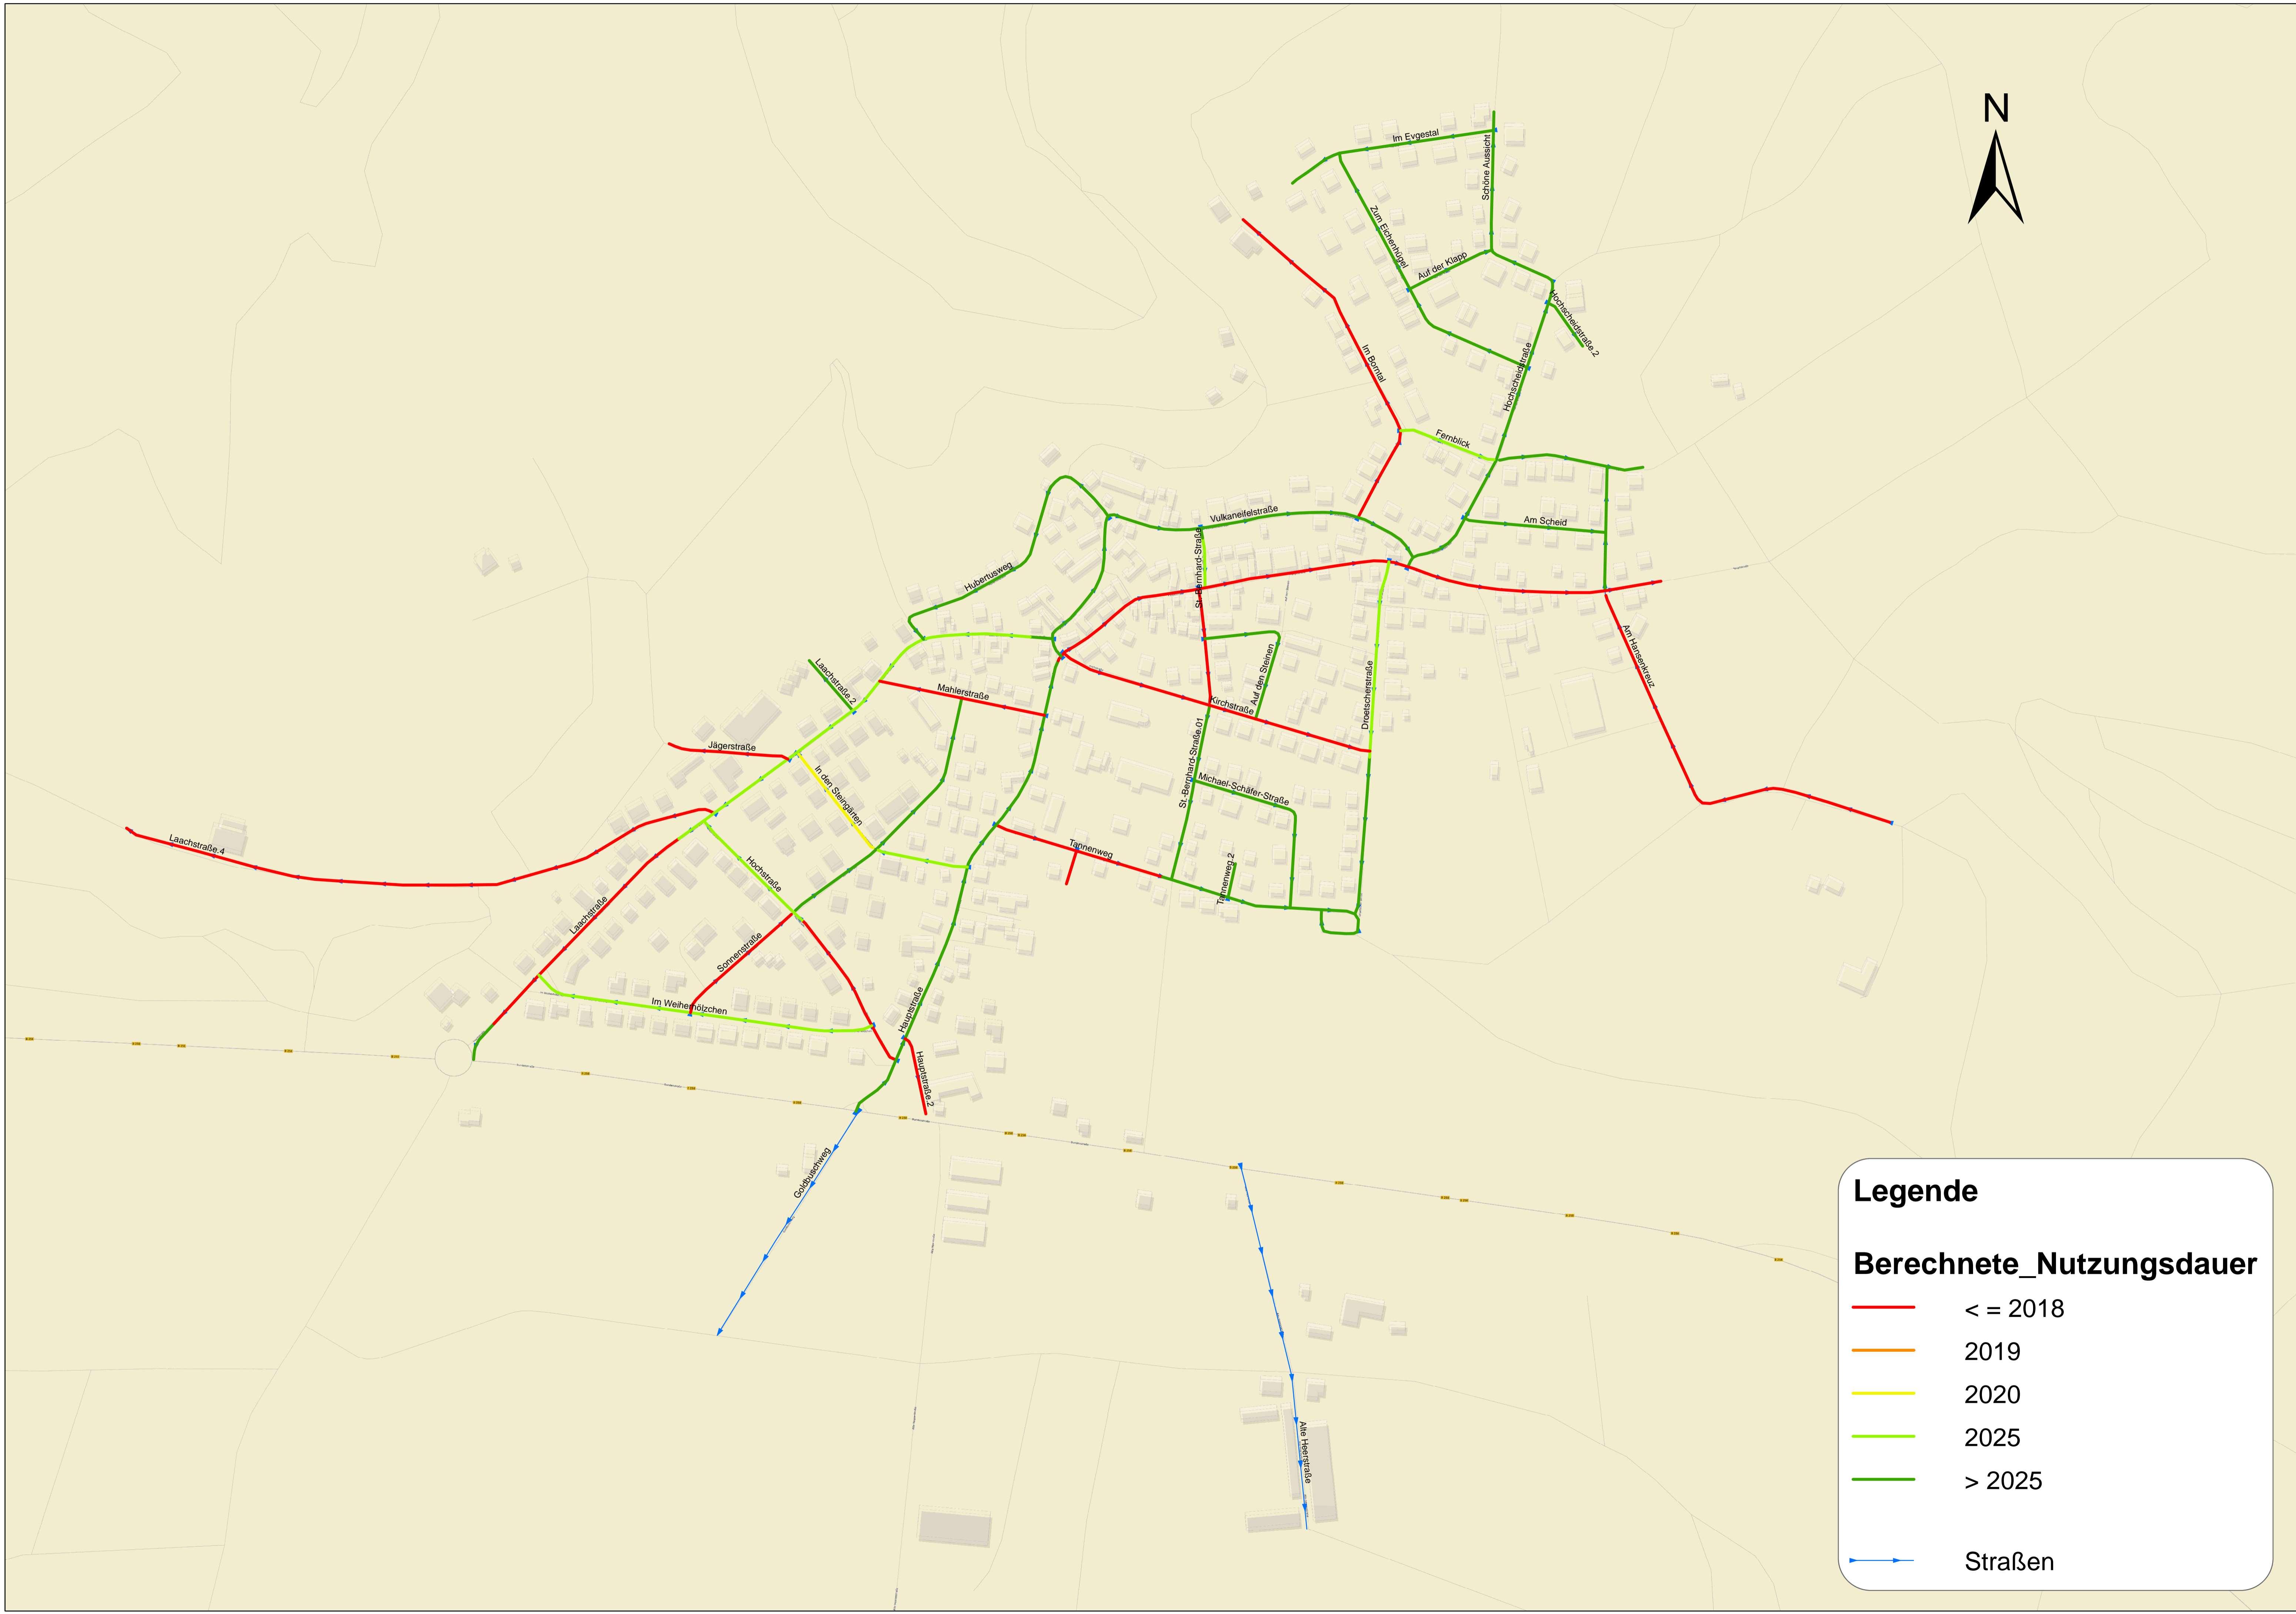 N
Im Evgestal
Schöne Aussicht
Zum Eichenhügel
Auf der Klapp
Hochscheidstraße.2
Hochscheidstraße
Im Borntal
Fernblick
Vulkaneifelstraße
Am Scheid
St.-Bernhard-Straße
Hubertusweg
Am Hansenkreuz
Auf den Steinen
Laachstraße.2
Mahlerstraße
Kirchstraße
Droetscherstraße
Jägerstraße
St.-Bernhard-Straße.01
In den Steingärten
Michael-Schäfer-Straße
Laachstraße.4
Tannenweg
Hochstraße
Tannenweg.2
Laachstraße
Sonnenstraße
Im Weiherhölzchen
Hauptstraße
Hauptstraße.2
Goldbuschweg
Alte Heerstraße
Legende
Berechnete_Nutzungsdauer
< = 2018
2019
2020
2025
> 2025
Straßen